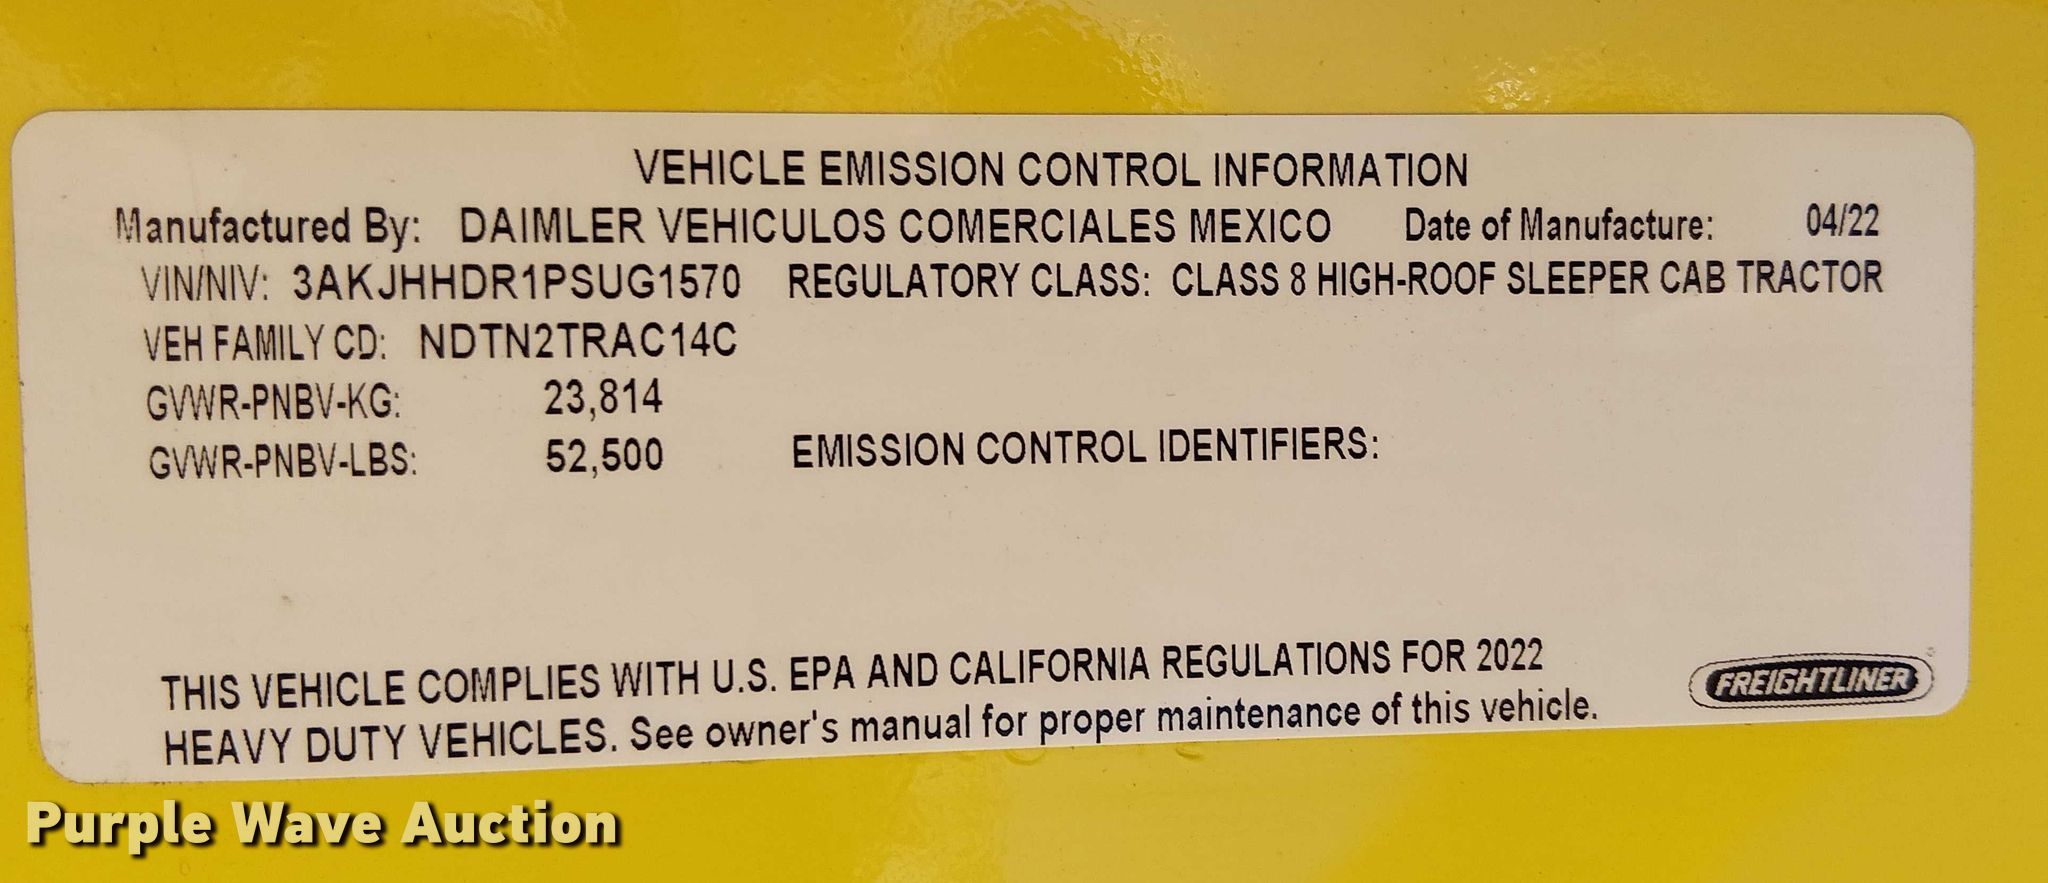 VEHICLE EMISSION CONTROL INFORMATION
Manufactured By: DAIMLER VEHICULOS COMERCIALES MEXICO Date of Manufacture: 04/22
VIN/NIV: 3AKJHHDR1PSUG1570 REGULATORY CLASS: CLASS 8 HIGH-ROOF SLEEPER CAB TRACTOR
VEH FAMILY CD: NDTN2TRAC14C
GVWR-PNBV-KG: 23,814
GVWR-PNBV-LBS: 52,500 EMISSION CONTROL IDENTIFIERS:
THIS VEHICLE COMPLIES WITH U.S. EPA AND CALIFORNIA REGULATIONS FOR 2022
HEAVY DUTY VEHICLES. See owner's manual for proper maintenance of this vehicle.
FREIGHTLINER
Purple Wave Auction